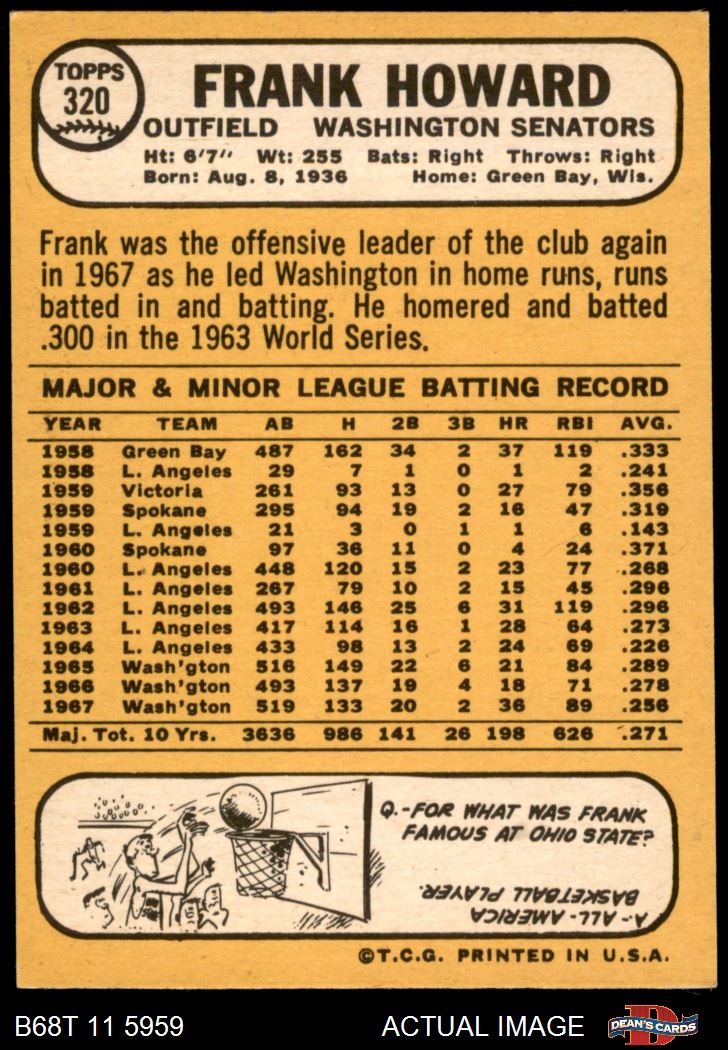 TOPPS
320
FRANK HOWARD
OUTFIELD WASHINGTON SENATORS
Ht: 6'7" Wt: 255 Bats: Right Throws: Right
Born: Aug. 8, 1936 Home: Green Bay, Wis.
Frank was the offensive leader of the club again
in 1967 as he led Washington in home runs, runs
batted in and batting. He homered and batted
.300 in the 1963 World Series.
MAJOR & MINOR LEAGUE BATTING RECORD
YEAR TEAM AB H 2B 3B HR RBI AVG.
1958 Green Bay 487 162 34 2 37 119 .333
1958 L. Angeles 29 7 1 0 1 2 .241
1959 Victoria 261 93 13 0 27 79 .356
1959 Spokane 295 94 19 2 16 47 .319
1959 L. Angeles 21 3 0 1 1 6 .143
1960 Spokane 97 36 11 0 4 24 .371
1960 L. Angeles 448 120 15 2 23 77 .268
1961 L. Angeles 267 79 10 2 15 45 .296
1962 L. Angeles 493 146 25 6 31 119 .296
1963 L. Angeles 417 114 16 1 28 64 .273
1964 L. Angeles 433 98 13 2 24 69 .226
1965 Wash'gton 516 149 22 6 21 84 .289
1966 Wash'gton 493 137 19 4 18 71 .278
1967 Wash'gton 519 133 20 2 36 89 .256
Maj. Tot. 10 Yrs. 3636 986 141 26 198 626 .271
Q.-FOR WHAT WAS FRANK
FAMOUS AT OHIO STATE?
A-ALL-AMERICA
BASKETBALL PLAYER.
©T.C.G. PRINTED IN U.S.A.
B68T 11 5959 ACTUAL IMAGE
D
DEAN'S CARDS